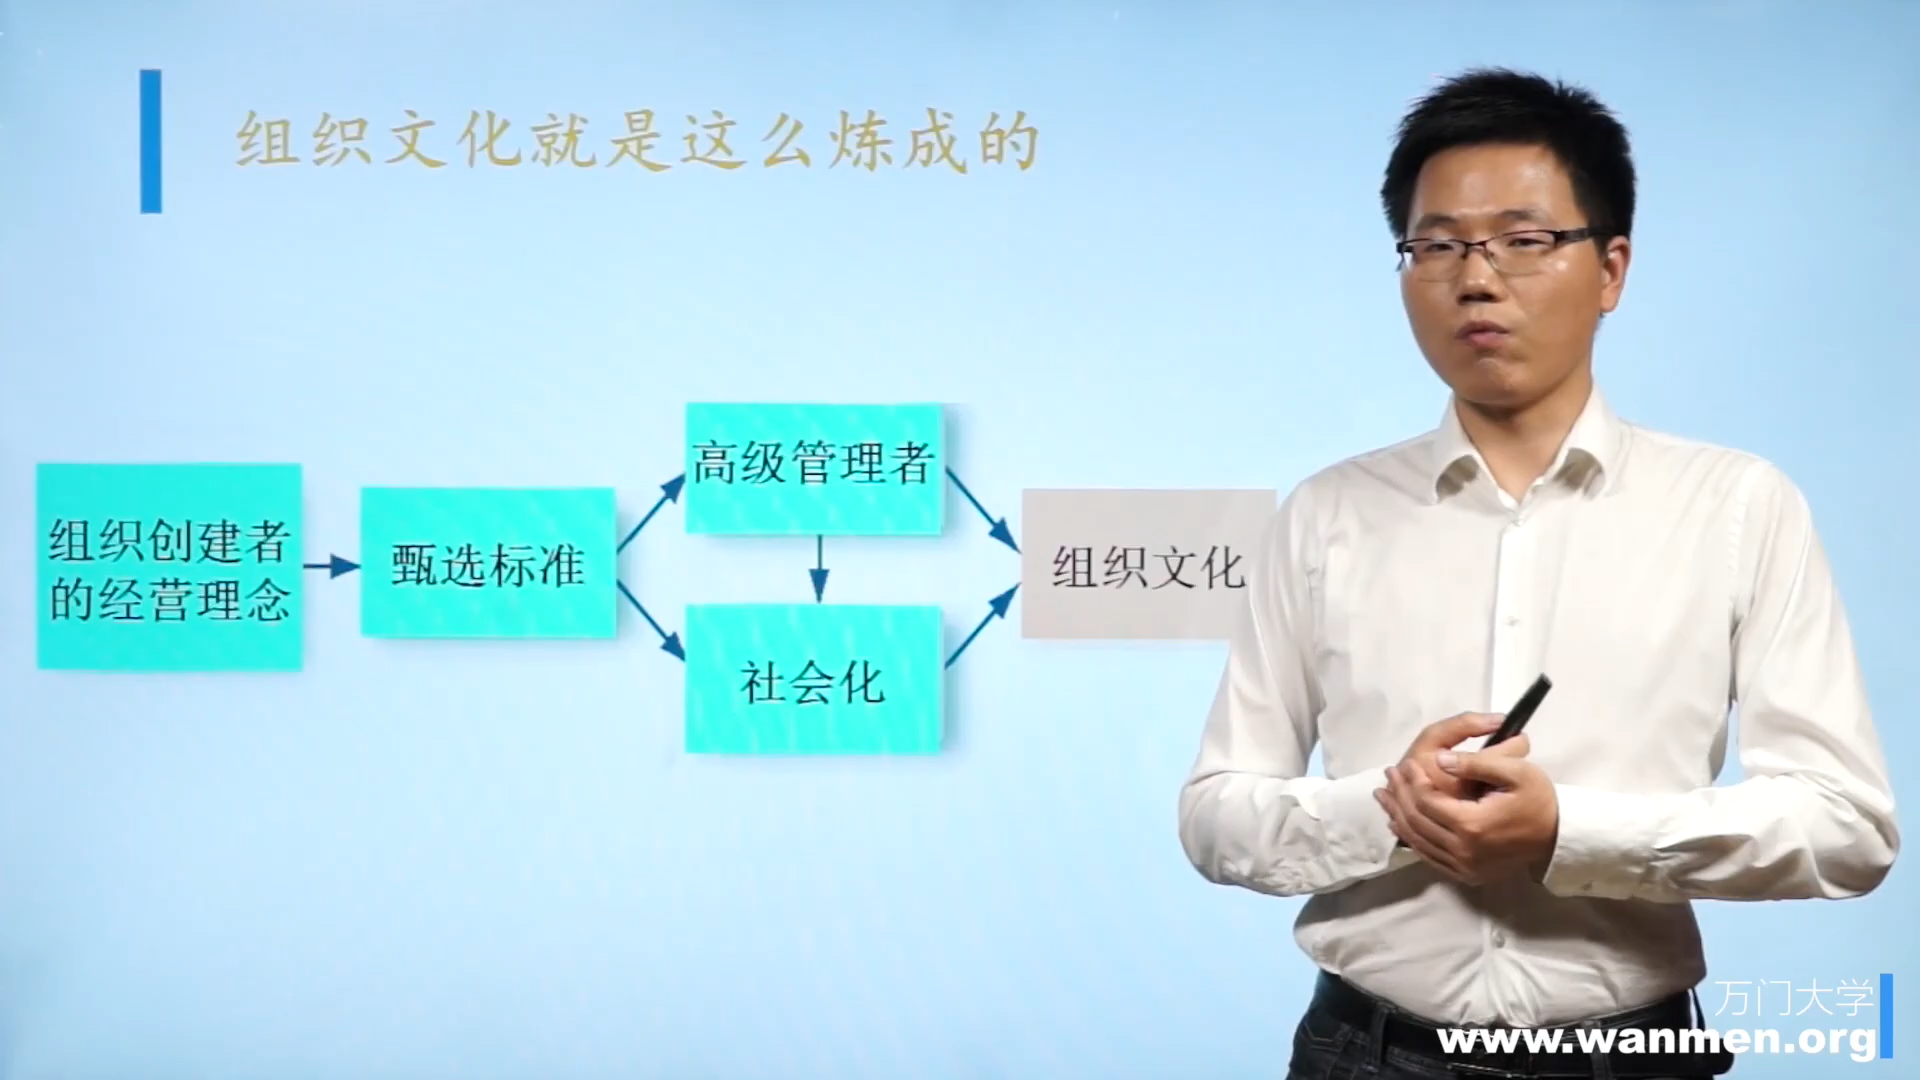 组织文化就是这么炼成的
组织创建者
的经营理念
甄选标准
高级管理者
社会化
组织文化
万门大学
www.wanmen.org